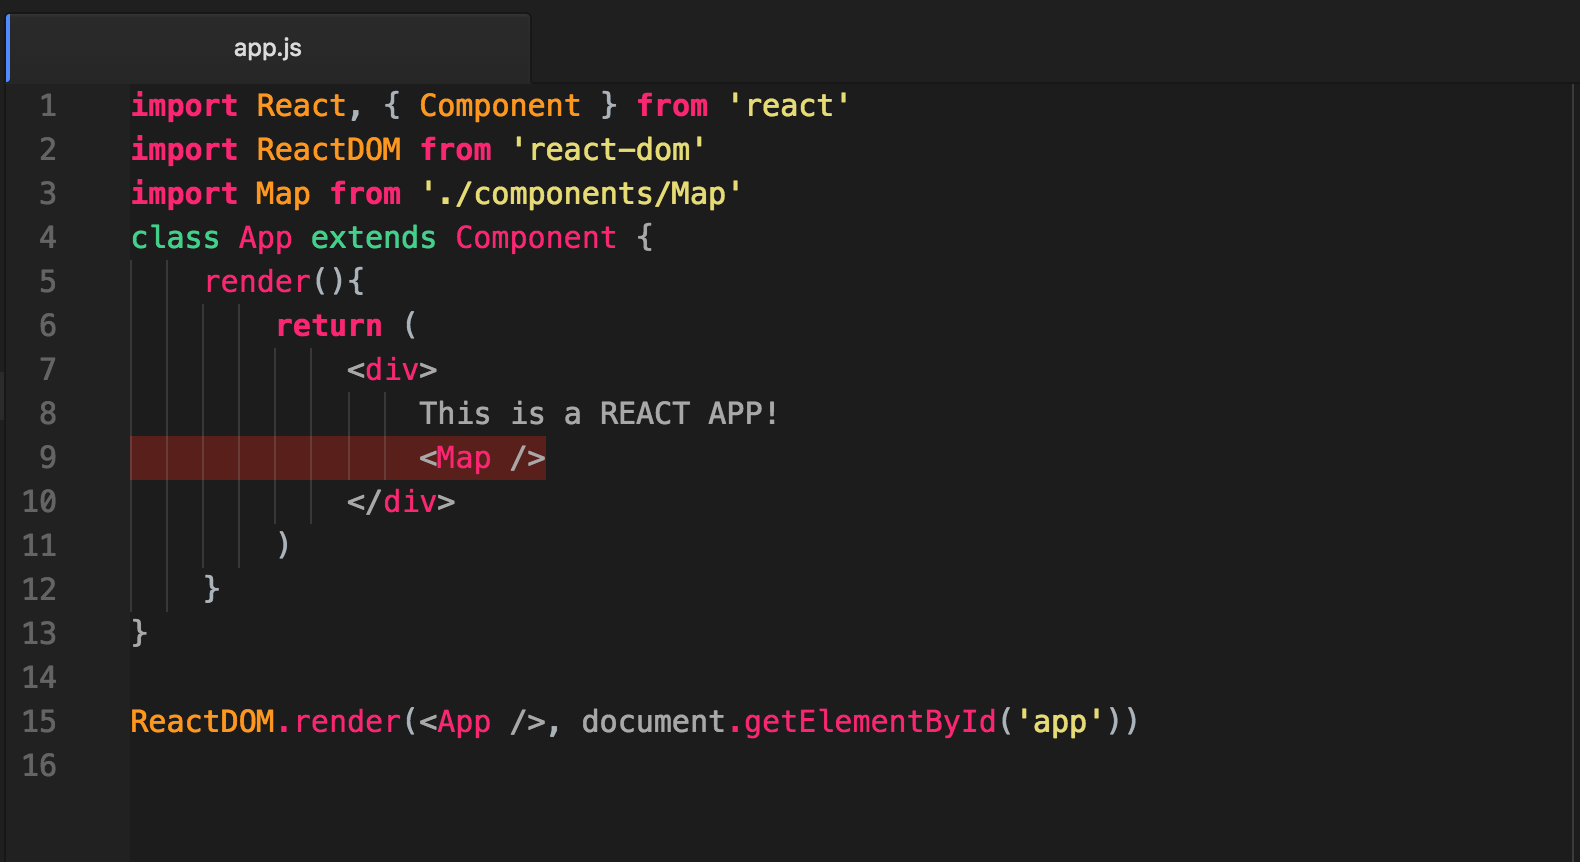 app.js
1 import React, { Component } from 'react'
2 import ReactDOM from 'react-dom'
3 import Map from './components/Map'
4 class App extends Component {
5     render(){
6         return (
7             <div>
8                 This is a REACT APP!
9                 <Map />
10             </div>
11         )
12     }
13 }
14
15 ReactDOM.render(<App />, document.getElementById('app'))
16